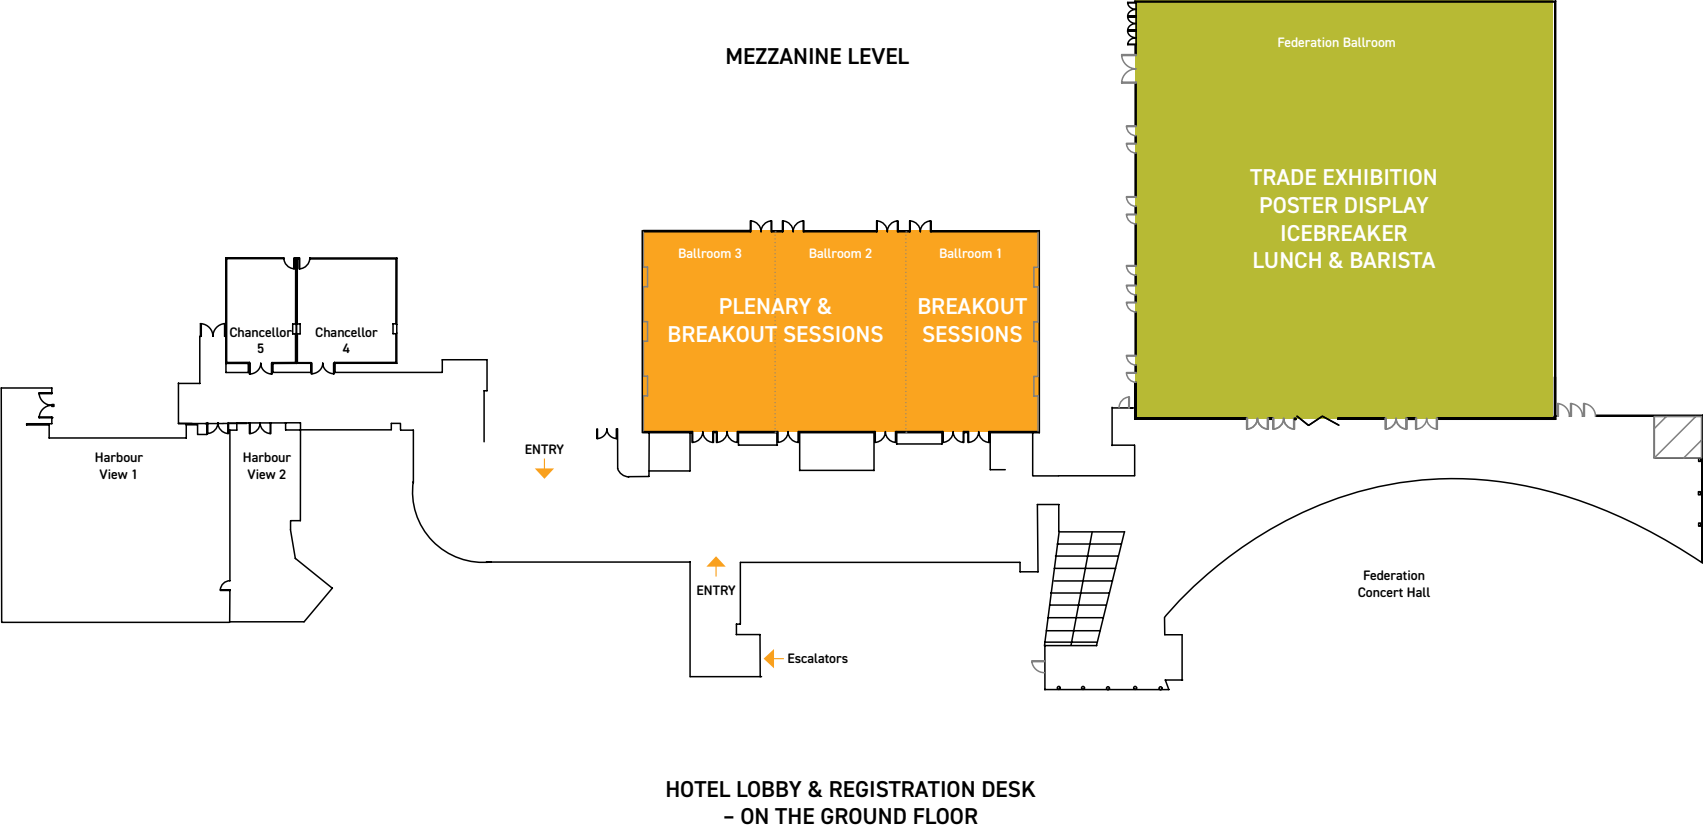 MEZZANINE LEVEL
Federation Ballroom
TRADE EXHIBITION
POSTER DISPLAY
ICEBREAKER
LUNCH & BARISTA
Ballroom 3
Ballroom 2
Ballroom 1
PLENARY &
BREAKOUT SESSIONS
BREAKOUT
SESSIONS
Chancellor
5
Chancellor
4
Harbour
View 1
Harbour
View 2
ENTRY
ENTRY
Escalators
Federation
Concert Hall
HOTEL LOBBY & REGISTRATION DESK
– ON THE GROUND FLOOR